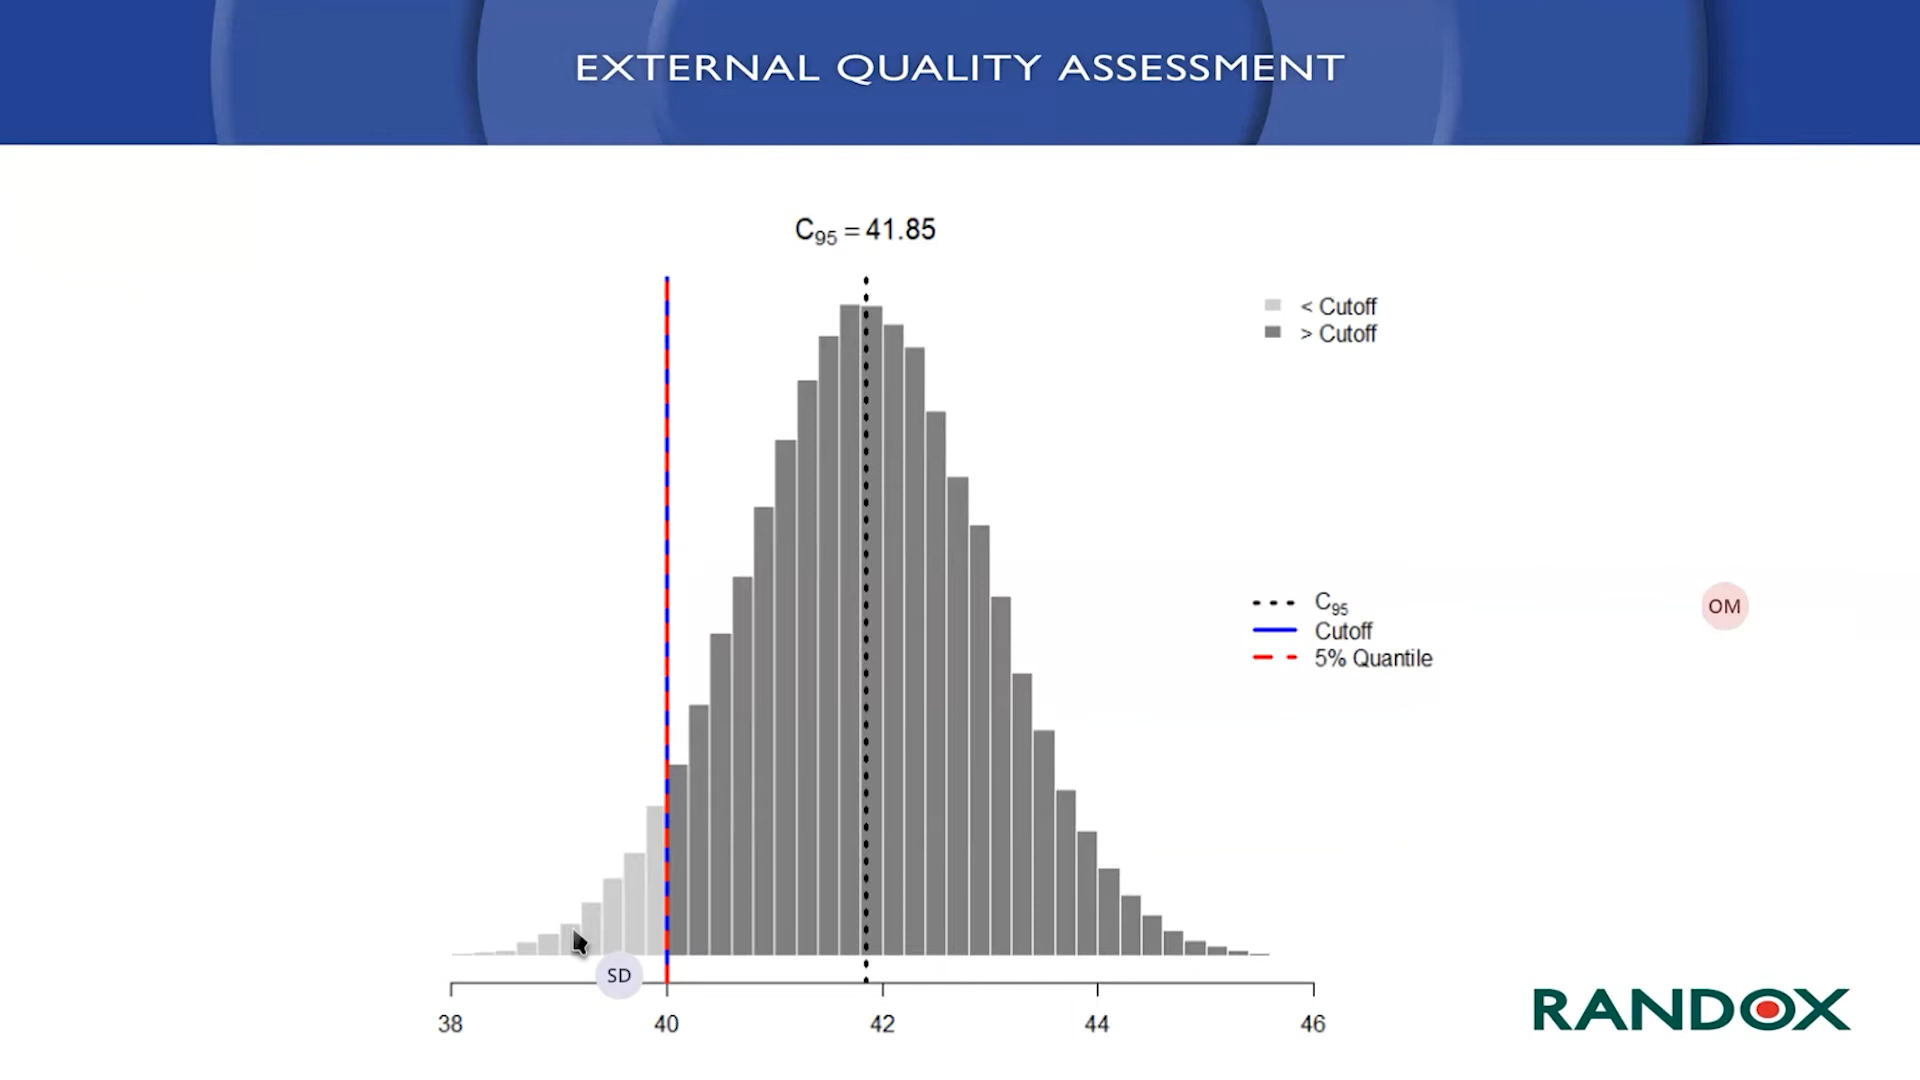 EXTERNAL QUALITY ASSESSMENT
C₉₅ = 41.85
< Cutoff
> Cutoff
C₉₅
Cutoff
5% Quantile
OM
SD
38 40 42 44 46
RANDOX